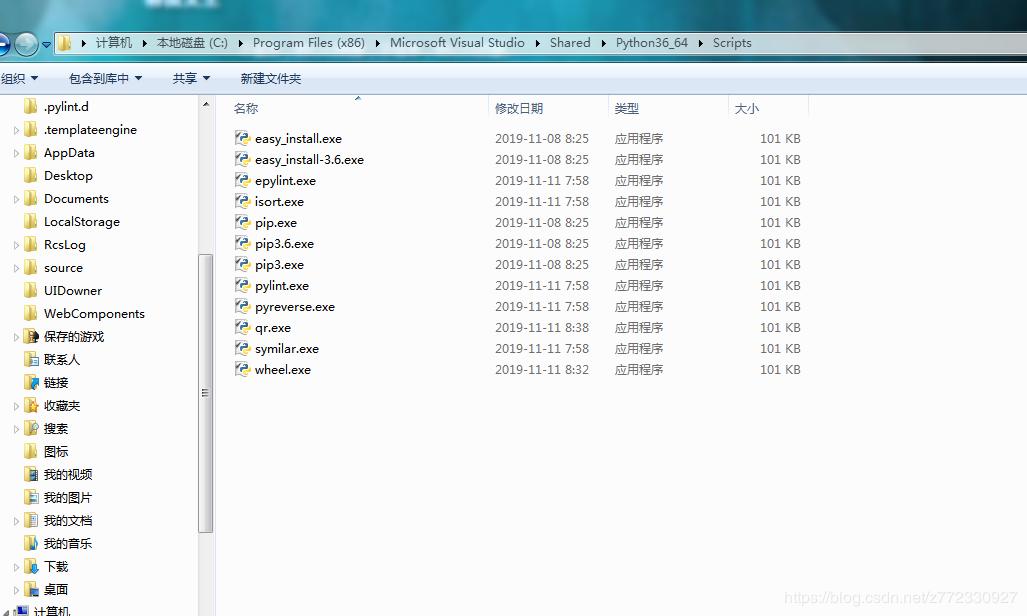 计算机 本地磁盘 (C:) Program Files (x86) Microsoft Visual Studio Shared Python36_64 Scripts
组织 包含到库中 共享 新建文件夹
.pylint.d
.templateengine
AppData
Desktop
Documents
LocalStorage
RcsLog
source
UIDowner
WebComponents
保存的游戏
联系人
链接
收藏夹
搜索
图标
我的视频
我的图片
我的文档
我的音乐
下载
桌面
计算机
名称 修改日期 类型 大小
easy_install.exe 2019-11-08 8:25 应用程序 101 KB
easy_install-3.6.exe 2019-11-08 8:25 应用程序 101 KB
epylint.exe 2019-11-11 7:58 应用程序 101 KB
isort.exe 2019-11-11 7:58 应用程序 101 KB
pip.exe 2019-11-08 8:25 应用程序 101 KB
pip3.6.exe 2019-11-08 8:25 应用程序 101 KB
pip3.exe 2019-11-08 8:25 应用程序 101 KB
pylint.exe 2019-11-11 7:58 应用程序 101 KB
pyreverse.exe 2019-11-11 7:58 应用程序 101 KB
qr.exe 2019-11-11 8:38 应用程序 101 KB
symilar.exe 2019-11-11 7:58 应用程序 101 KB
wheel.exe 2019-11-11 8:32 应用程序 101 KB
https://blog.csdn.net/z772330927